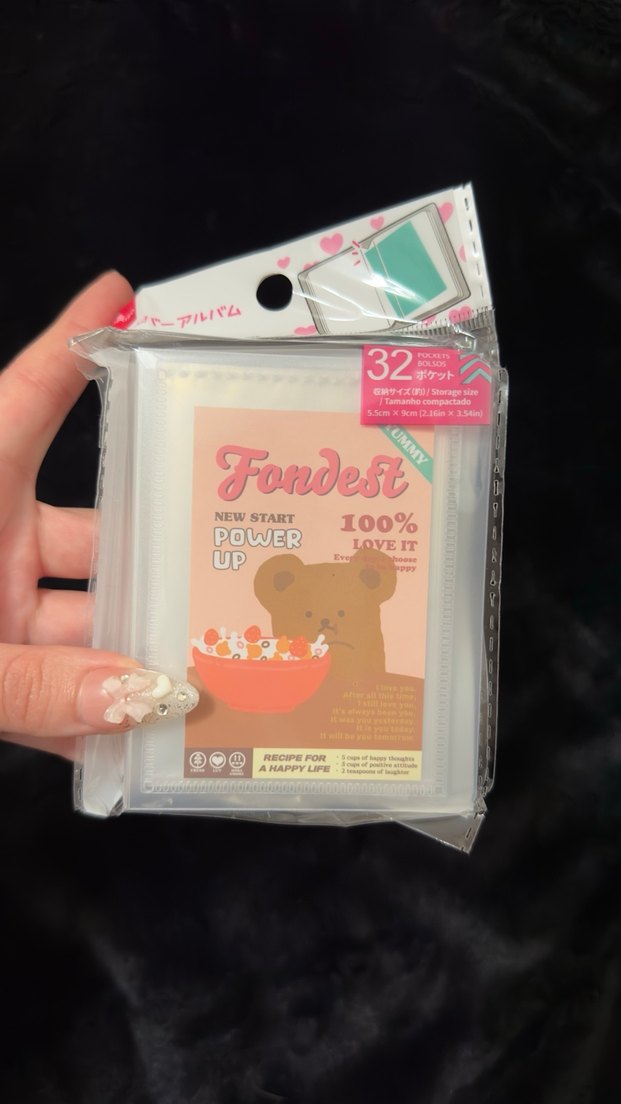 バーアルバム
32
POCKETS
BOLSOS
ポケット
収納サイズ(約) / Storage size
/ Tamanho compactado
5.5cm × 9cm (2.16in × 3.54in)
YUMMY
Fondest
NEW START
POWER
UP
100%
LOVE IT
choose
happy
I love you.
After all this time,
I still love you.
It's always been you.
It was you yesterday.
It is you today.
It will be you tomorrow.
RECIPE FOR
A HAPPY LIFE
• 5 cups of happy thoughts
• 3 cups of positive attitude
• 2 teaspoons of laughter